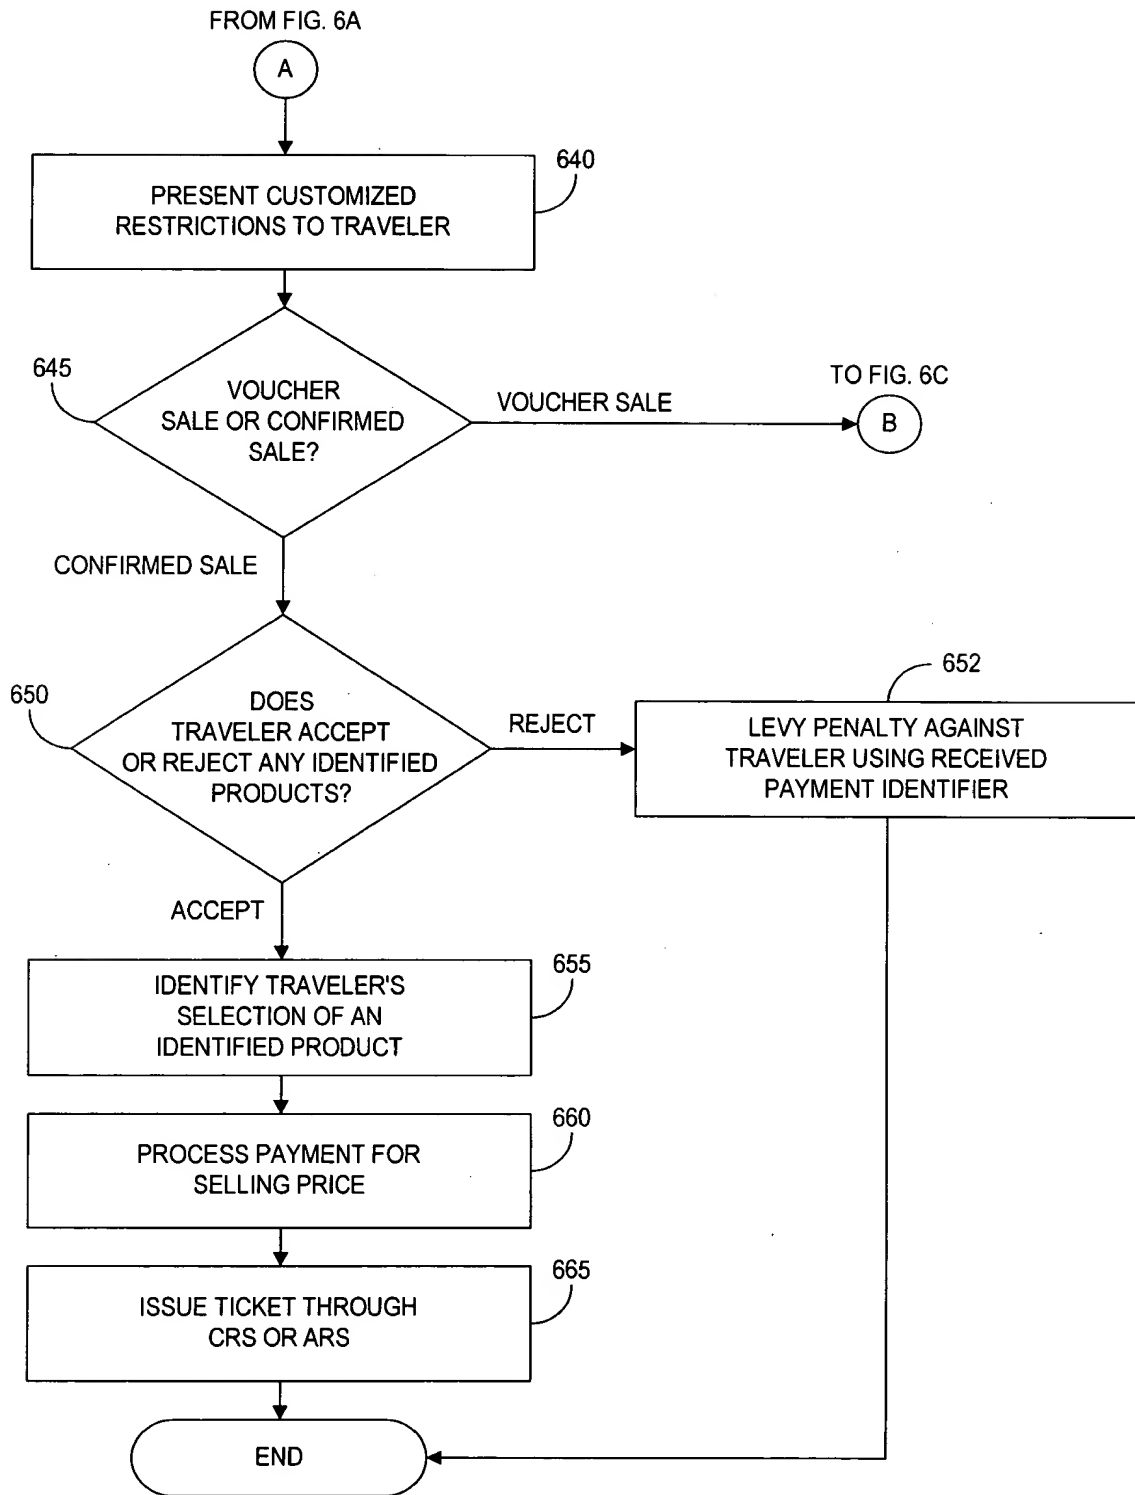 FROM FIG. 6A
A
640
PRESENT CUSTOMIZED
RESTRICTIONS TO TRAVELER
645
VOUCHER
SALE OR CONFIRMED
SALE?
VOUCHER SALE
TO FIG. 6C
B
CONFIRMED SALE
650
DOES
TRAVELER ACCEPT
OR REJECT ANY IDENTIFIED
PRODUCTS?
REJECT
652
LEVY PENALTY AGAINST
TRAVELER USING RECEIVED
PAYMENT IDENTIFIER
ACCEPT
655
IDENTIFY TRAVELER'S
SELECTION OF AN
IDENTIFIED PRODUCT
660
PROCESS PAYMENT FOR
SELLING PRICE
665
ISSUE TICKET THROUGH
CRS OR ARS
END